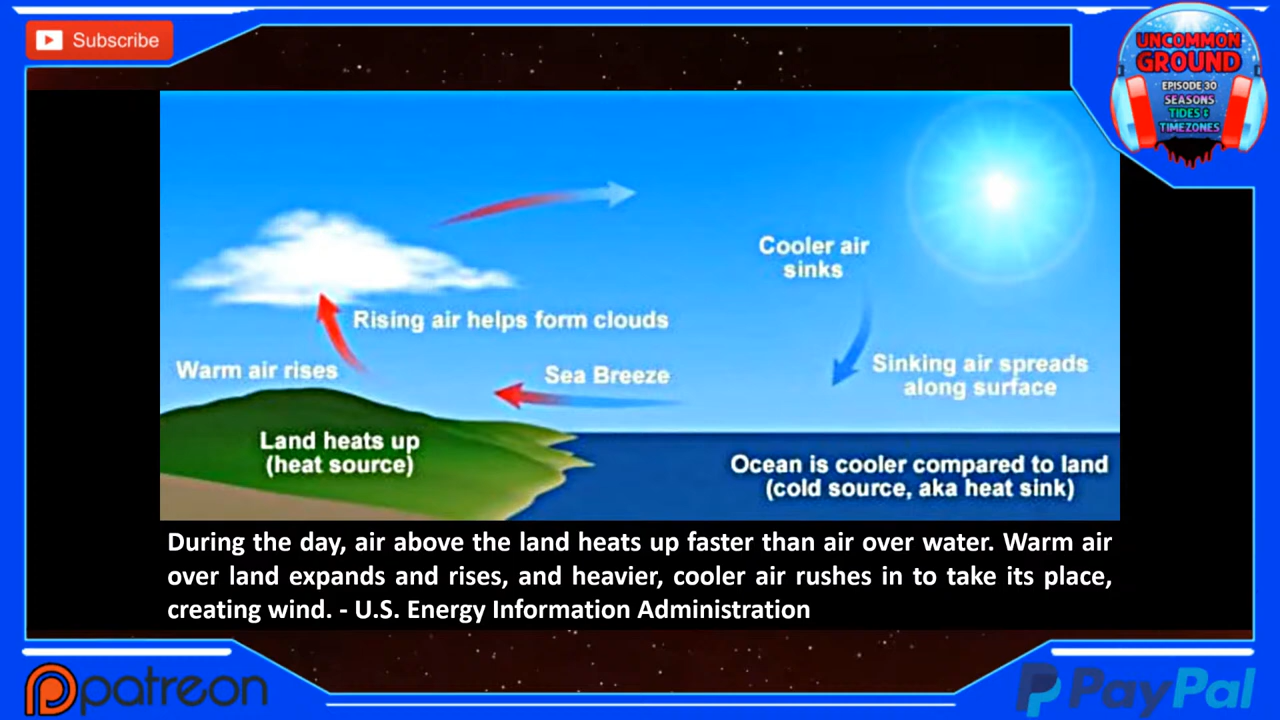 Subscribe
UNCOMMON
GROUND
EPISODE 30
SEASONS
TIDES &
TIMEZONES
Cooler air
sinks
Rising air helps form clouds
Warm air rises
Sea Breeze
Sinking air spreads
along surface
Land heats up
(heat source)
Ocean is cooler compared to land
(cold source, aka heat sink)
During the day, air above the land heats up faster than air over water. Warm air
over land expands and rises, and heavier, cooler air rushes in to take its place,
creating wind. - U.S. Energy Information Administration
patreon
PayPal